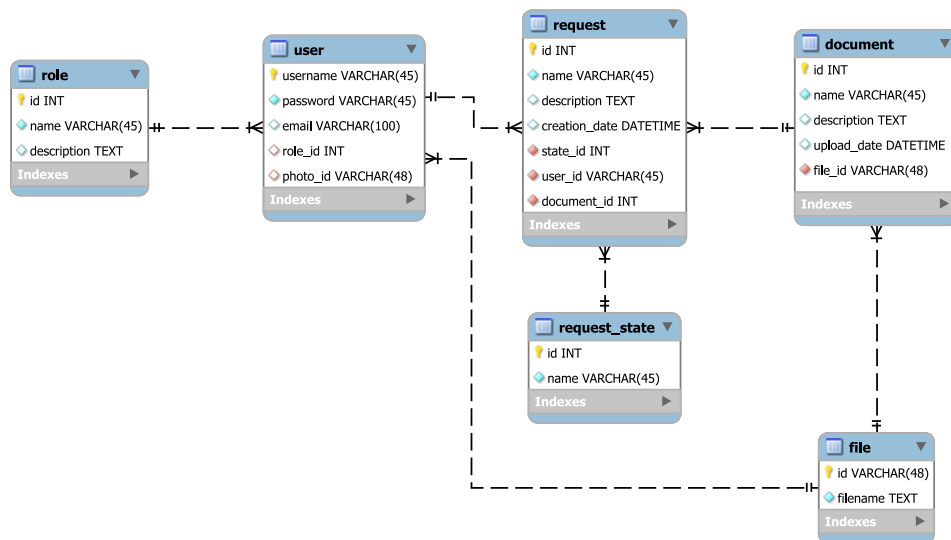 role
id INT
name VARCHAR(45)
description TEXT
Indexes
user
username VARCHAR(45)
password VARCHAR(45)
email VARCHAR(100)
role_id INT
photo_id VARCHAR(48)
Indexes
request
id INT
name VARCHAR(45)
description TEXT
creation_date DATETIME
state_id INT
user_id VARCHAR(45)
document_id INT
Indexes
document
id INT
name VARCHAR(45)
description TEXT
upload_date DATETIME
file_id VARCHAR(48)
Indexes
request_state
id INT
name VARCHAR(45)
Indexes
file
id VARCHAR(48)
filename TEXT
Indexes